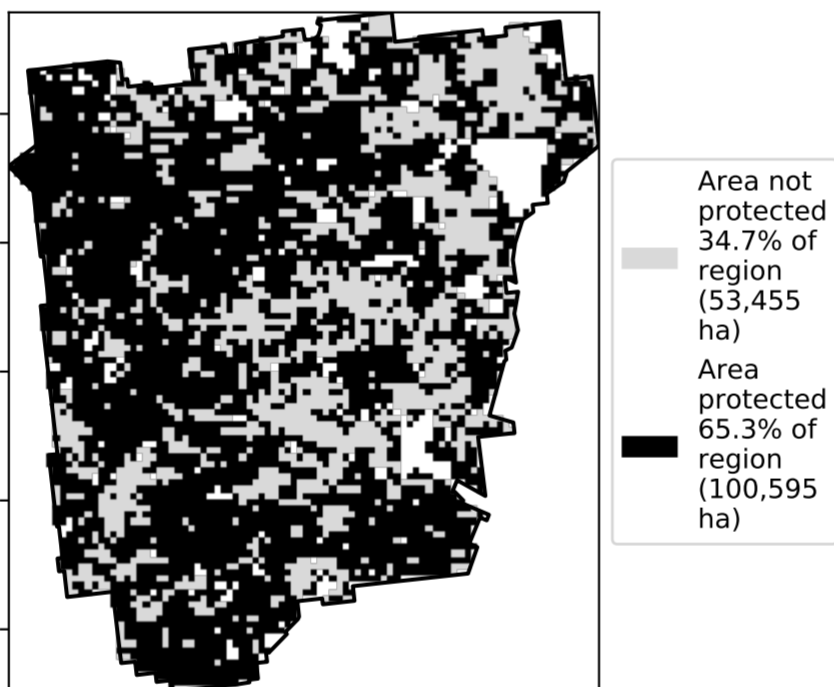 Area not
protected
34.7% of
region
(53,455
ha)
Area
protected
65.3% of
region
(100,595
ha)